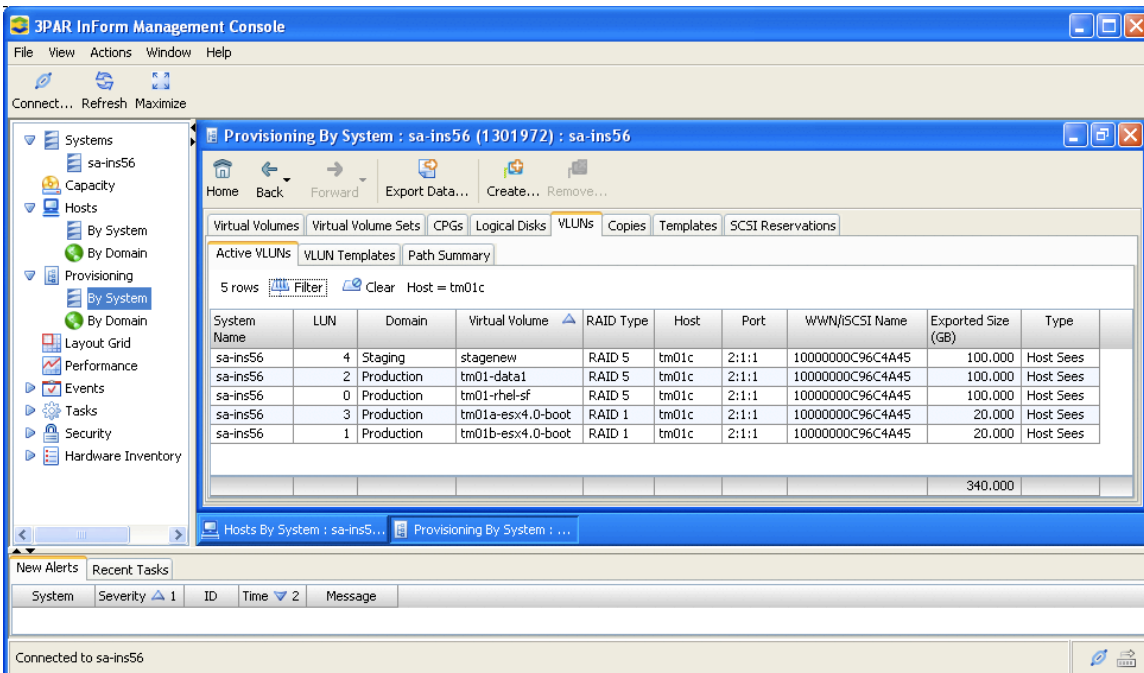 3PAR InForm Management Console
File View Actions Window Help
Connect... Refresh Maximize
Systems
sa-ins56
Capacity
Hosts
By System
By Domain
Provisioning
By System
By Domain
Layout Grid
Performance
Events
Tasks
Security
Hardware Inventory
Provisioning By System : sa-ins56 (1301972) : sa-ins56
Home Back Forward Export Data... Create... Remove...
Virtual Volumes Virtual Volume Sets CPGs Logical Disks VLUNs Copies Templates SCSI Reservations
Active VLUNs VLUN Templates Path Summary
5 rows Filter Clear Host = tm01c
System Name LUN Domain Virtual Volume RAID Type Host Port WWN/iSCSI Name Exported Size (GB) Type
sa-ins56 4 Staging stagenew RAID 5 tm01c 2:1:1 10000000C96C4A45 100.000 Host Sees
sa-ins56 2 Production tm01-data1 RAID 5 tm01c 2:1:1 10000000C96C4A45 100.000 Host Sees
sa-ins56 0 Production tm01-rhel-sf RAID 5 tm01c 2:1:1 10000000C96C4A45 100.000 Host Sees
sa-ins56 3 Production tm01a-esx4.0-boot RAID 1 tm01c 2:1:1 10000000C96C4A45 20.000 Host Sees
sa-ins56 1 Production tm01b-esx4.0-boot RAID 1 tm01c 2:1:1 10000000C96C4A45 20.000 Host Sees
340.000
Hosts By System : sa-ins5... Provisioning By System : ...
New Alerts Recent Tasks
System Severity 1 ID Time 2 Message
Connected to sa-ins56